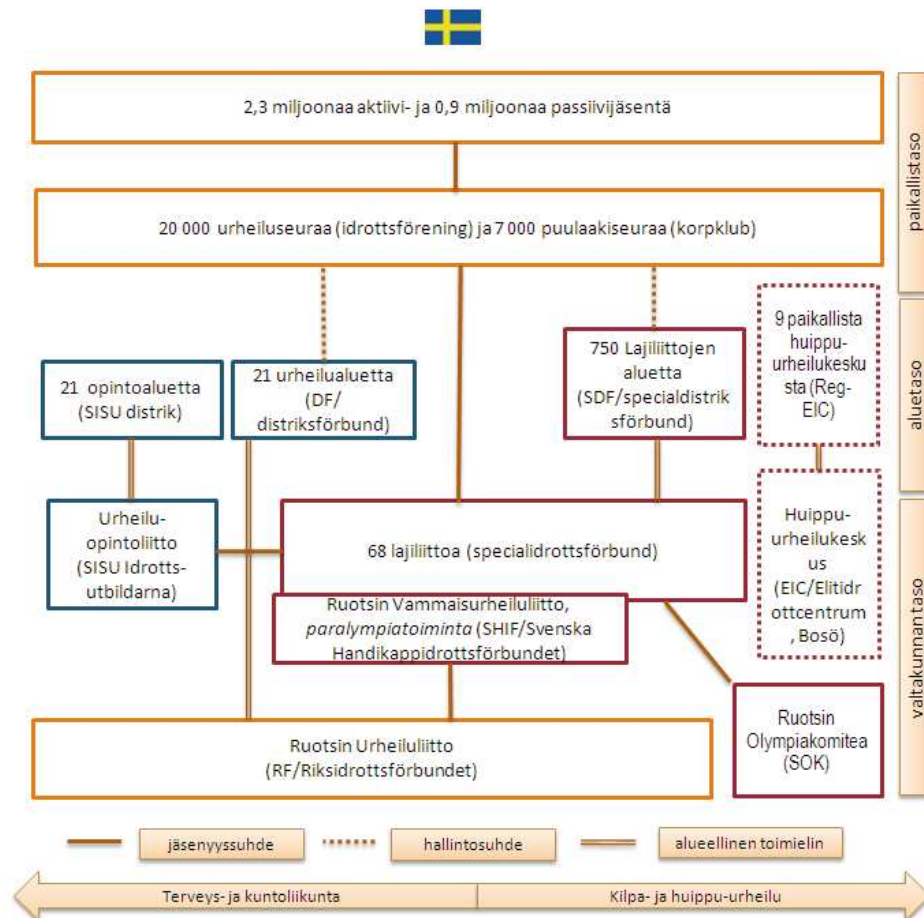 2,3 miljoonaa aktiivi- ja 0,9 miljoonaa passiivijäsentä
20 000 urheiluseuraa (idrottsförening) ja 7 000 puulaakiseuraa (korpklub)
paikallistaso
21 opintoaluetta
(SISU distrik)
21 urheilualuetta
(DF/
distriksförbund)
750 Lajiliittojen
aluetta
(SDF/specialdistrik
sförbund)
9 paikallista
huippu-
urheilukesku
sta (Reg-
EIC)
aluetaso
Urheilu-
opintoliitto
(SISU Idrotts-
utbildarna)
68 lajiliittoa (specialidrottsförbund)
Ruotsin Vammaisurheiluliitto,
paralympiatoiminta (SHIF/Svenska
Handikappidrottsförbundet)
Huippu-
urheilukesk
us
(EIC/Elitid
rottcentrum
, Bosö)
valtakunnan taso
Ruotsin Urheiluliitto
(RF/Riksidrottsförbundet)
Ruotsin
Olympiakomitea
(SOK)
jäsenyyssuhde
hallintosuhde
alueellinen toimielin
Terveys- ja kuntoliikunta
Kilpa- ja huippu-urheilu